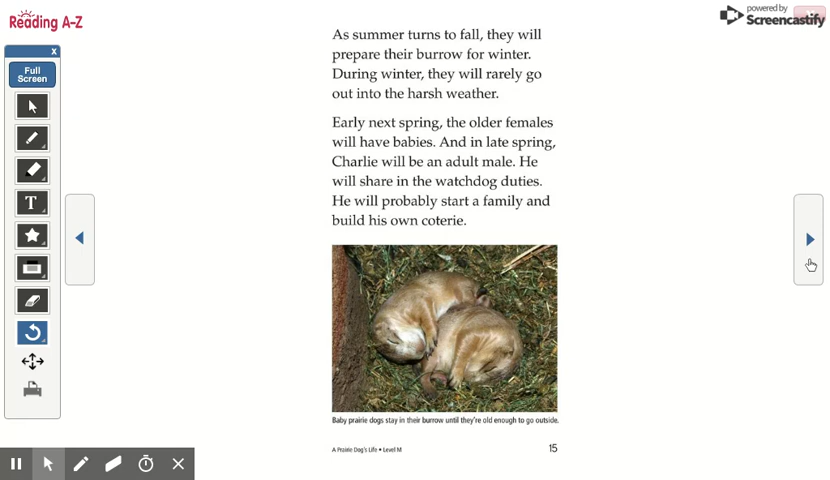 Reading A-Z
powered by
Screencastify
x
Full
Screen
T
As summer turns to fall, they will
prepare their burrow for winter.
During winter, they will rarely go
out into the harsh weather.
Early next spring, the older females
will have babies. And in late spring,
Charlie will be an adult male. He
will share in the watchdog duties.
He will probably start a family and
build his own coterie.
Baby prairie dogs stay in their burrow until they're old enough to go outside.
A Prairie Dog's Life • Level M
15